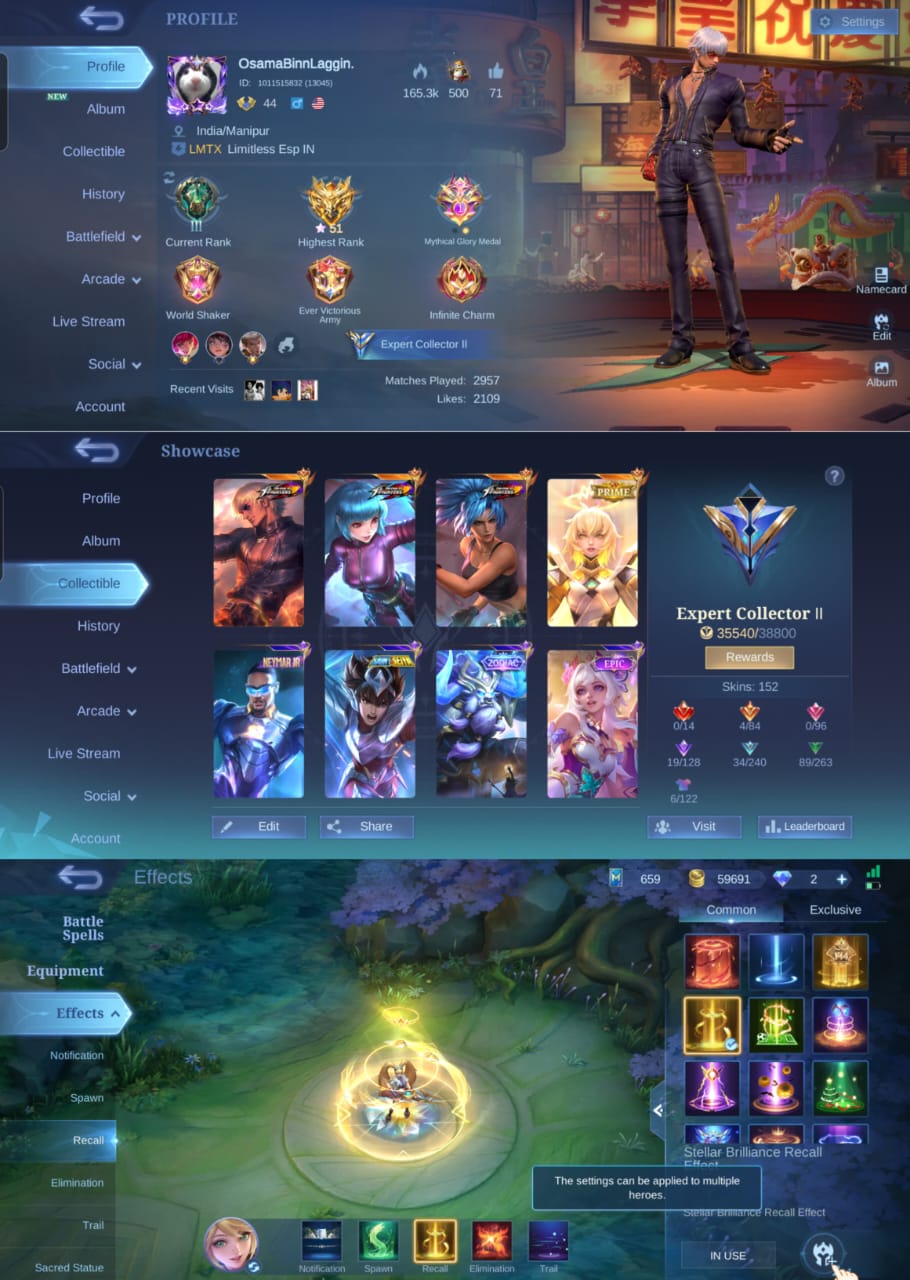 PROFILE
Settings
Profile
NEW
Album
Collectible
History
Battlefield
Arcade
Live Stream
Social
Account
OsamaBinnLaggin.
ID: 1011515832 (13045)
44
165.3k 500 71
India/Manipur
LMTX Limitless Esp IN
III
51
Current Rank
Highest Rank
Mythical Glory Medal
World Shaker
Ever Victorious
Army
Infinite Charm
Expert Collector II
Recent Visits
Matches Played: 2957
Likes: 2109
Namecard
Edit
Album
Showcase
Profile
Album
Collectible
History
Battlefield
Arcade
Live Stream
Social
Account
PRIME
NEYMAR JR
SAINT SEIYA
ZODIAC
EPIC
?
Expert Collector II
35540/38800
Rewards
Skins: 152
0/14 4/84 0/96
19/128 34/240 89/263
6/122
Edit
Share
Visit
Leaderboard
Effects
659 59691 2 +
Battle
Spells
Equipment
Effects
Notification
Spawn
Recall
Elimination
Trail
Sacred Statue
Common
Exclusive
Stellar Brilliance Recall
Effect
The settings can be applied to multiple
heroes.
Stellar Brilliance Recall Effect
IN USE
Notification Spawn Recall Elimination Trail